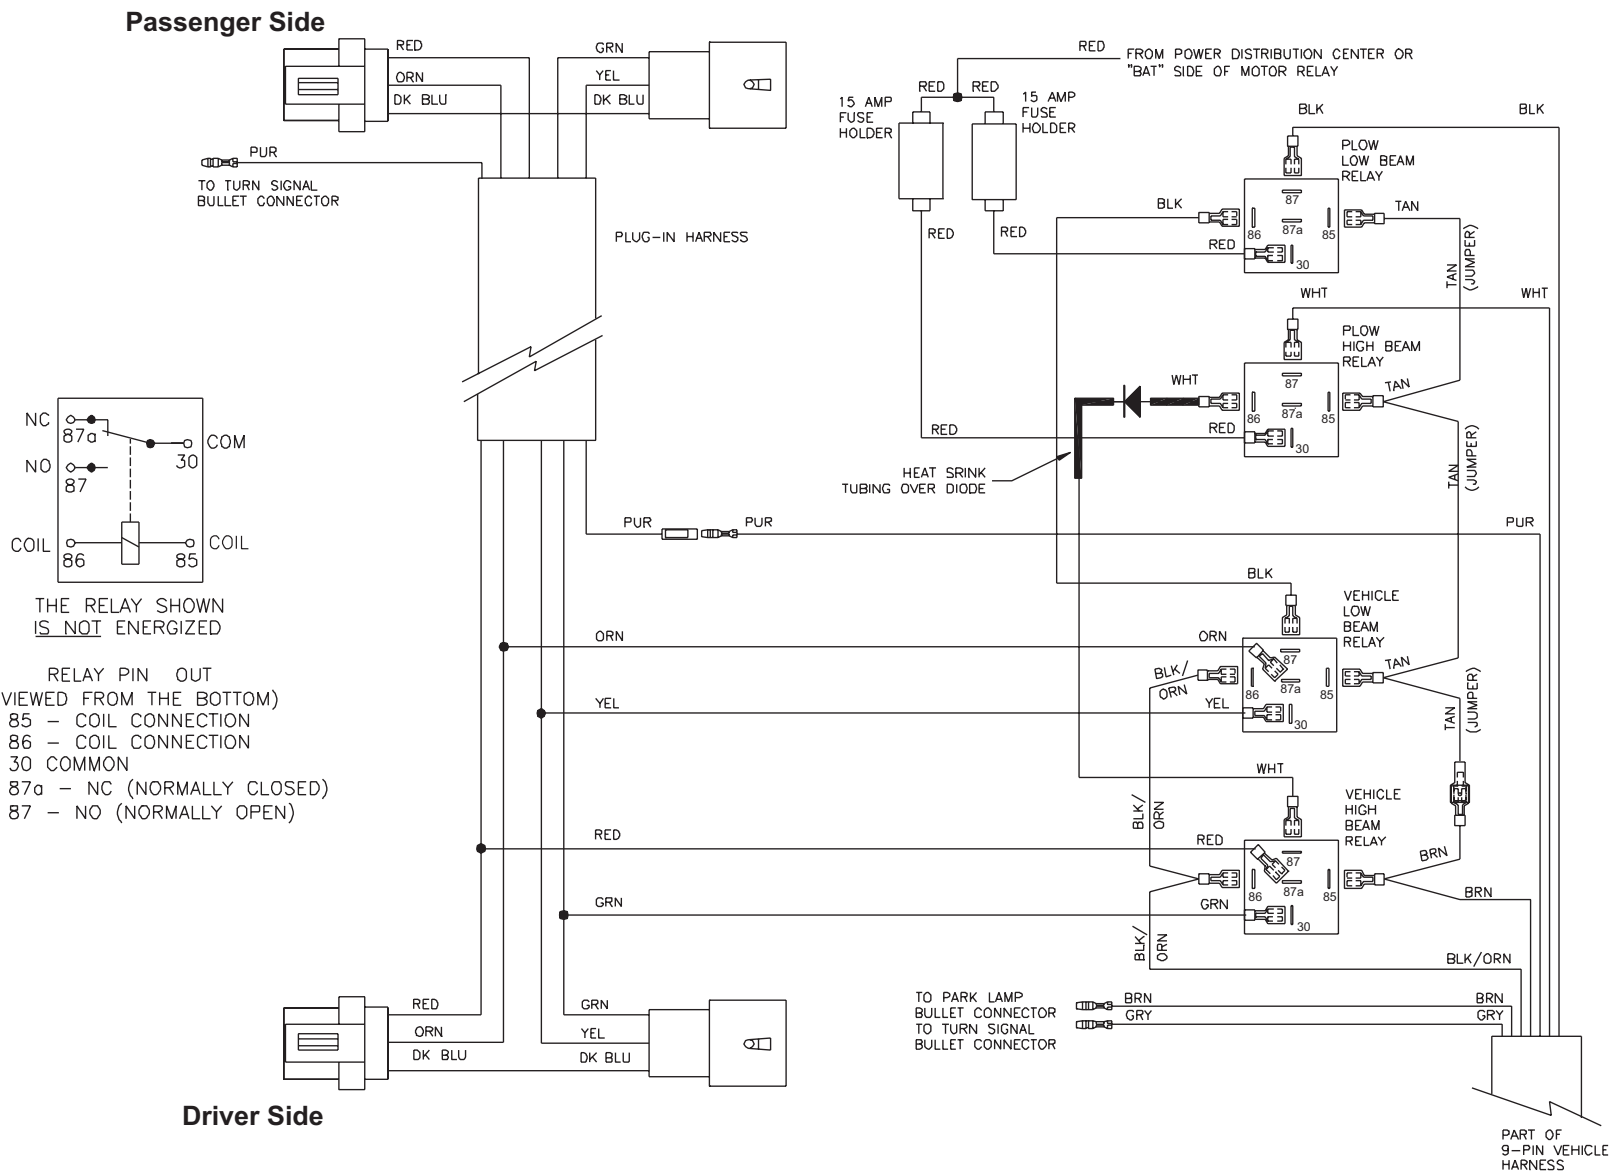 Passenger Side
RED
ORN
DK BLU
GRN
YEL
DK BLU
PUR
TO TURN SIGNAL
BULLET CONNECTOR
PLUG-IN HARNESS
RED
FROM POWER DISTRIBUTION CENTER OR
"BAT" SIDE OF MOTOR RELAY
RED
RED
15 AMP
FUSE
HOLDER
15 AMP
FUSE
HOLDER
RED
RED
BLK
BLK
PLOW
LOW BEAM
RELAY
BLK
TAN
RED
87
86
87a
85
30
TAN
(JUMPER)
WHT
WHT
PLOW
HIGH BEAM
RELAY
WHT
TAN
RED
RED
87
86
87a
85
30
TAN
(JUMPER)
HEAT SRINK
TUBING OVER DIODE
NC
87a
COM
30
NO
87
COIL
86
85
COIL
THE RELAY SHOWN
IS NOT ENERGIZED
RELAY PIN OUT
VIEWED FROM THE BOTTOM)
85 - COIL CONNECTION
86 - COIL CONNECTION
30 COMMON
87a - NC (NORMALLY CLOSED)
87 - NO (NORMALLY OPEN)
PUR
PUR
PUR
BLK
VEHICLE
LOW
BEAM
RELAY
ORN
ORN
BLK/
ORN
TAN
YEL
YEL
87
86
87a
85
30
TAN
(JUMPER)
WHT
VEHICLE
HIGH
BEAM
RELAY
BLK/
ORN
RED
RED
BRN
87
86
87a
85
30
BRN
GRN
GRN
BLK/
ORN
BLK/ORN
RED
ORN
DK BLU
GRN
YEL
DK BLU
Driver Side
TO PARK LAMP
BULLET CONNECTOR
TO TURN SIGNAL
BULLET CONNECTOR
BRN
GRY
BRN
GRY
PART OF
9-PIN VEHICLE
HARNESS